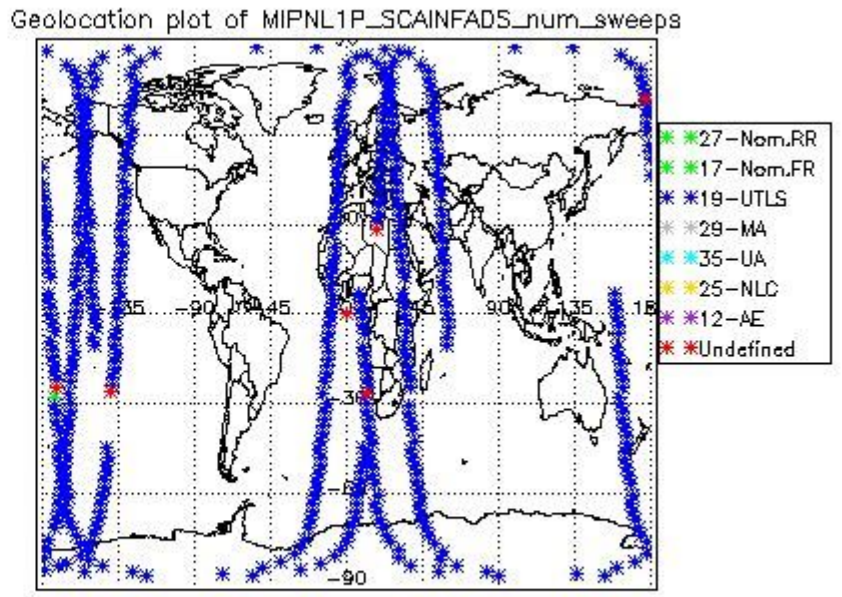 Geolocation plot of MIPNL1P_SCAINFADS_num_sweeps
27-Nom.RR
17-Nom.FR
19-UTLS
29-MA
35-UA
25-NLC
12-AE
Undefined
-90
-45
90
135
-90